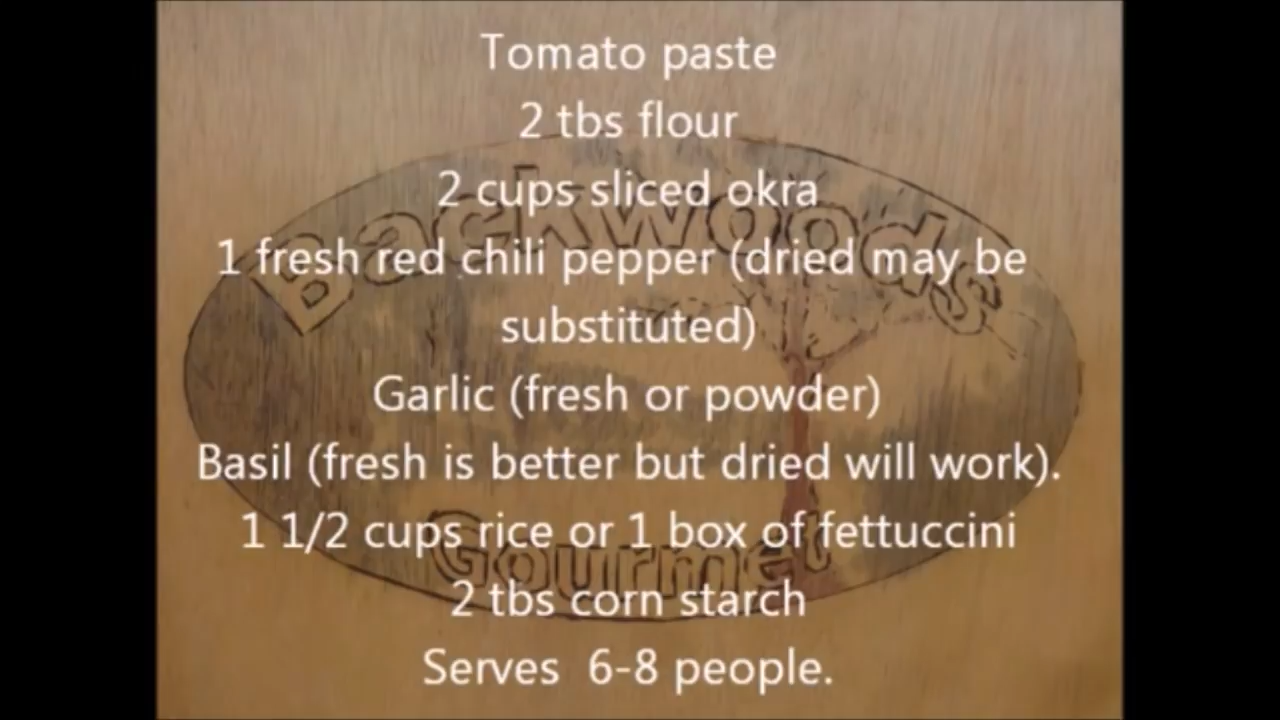 Tomato paste
2 tbs flour
2 cups sliced okra
Backwoods
1 fresh red chili pepper (dried may be
substituted)
Garlic (fresh or powder)
Basil (fresh is better but dried will work).
1 1/2 cups rice or 1 box of fettuccini
Gourmet
2 tbs corn starch
Serves 6-8 people.